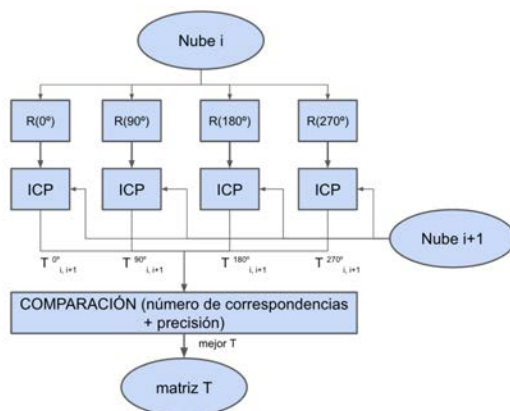 Nube i
R(0º) R(90º) R(180º) R(270º)
ICP ICP ICP ICP
Nube i+1
T 0º i, i+1 T 90º i, i+1 T 180º i, i+1 T 270º i, i+1
COMPARACIÓN (número de correspondencias
+ precisión)
mejor T
matriz T